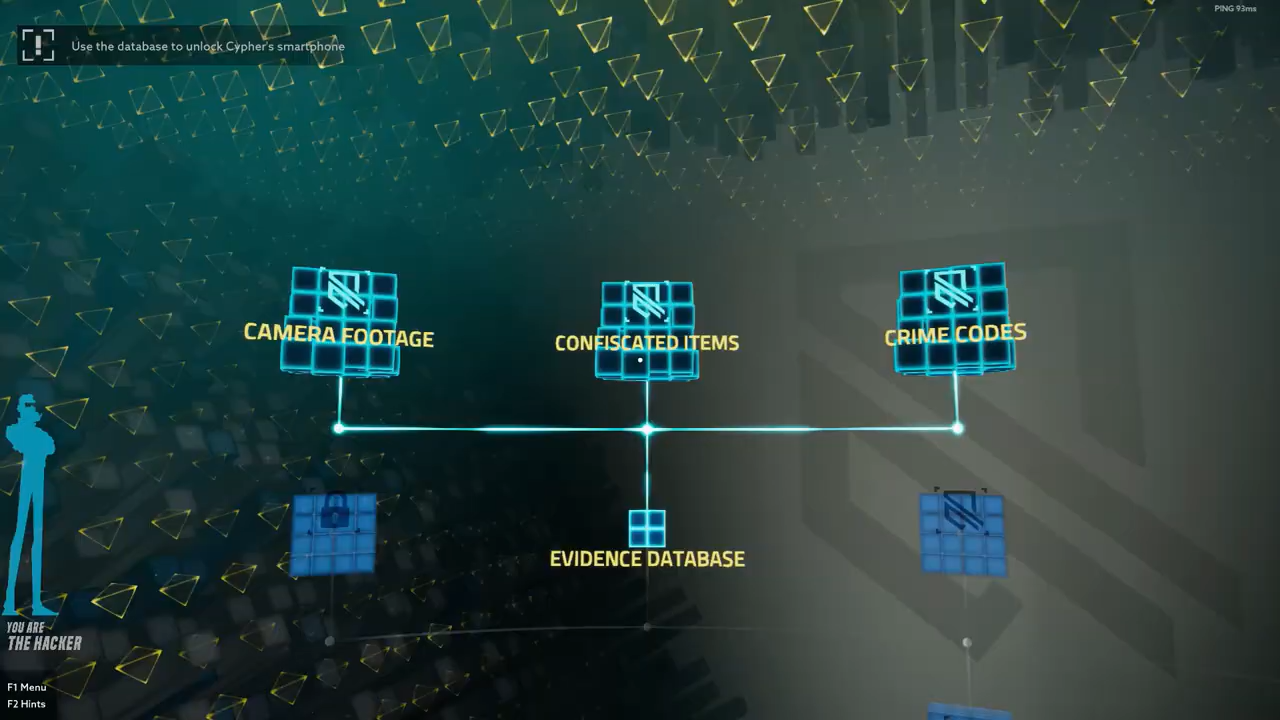 PING 93ms
Use the database to unlock Cypher's smartphone
CAMERA FOOTAGE
CONFISCATED ITEMS
CRIME CODES
EVIDENCE DATABASE
YOU ARE
THE HACKER
F1 Menu
F2 Hints